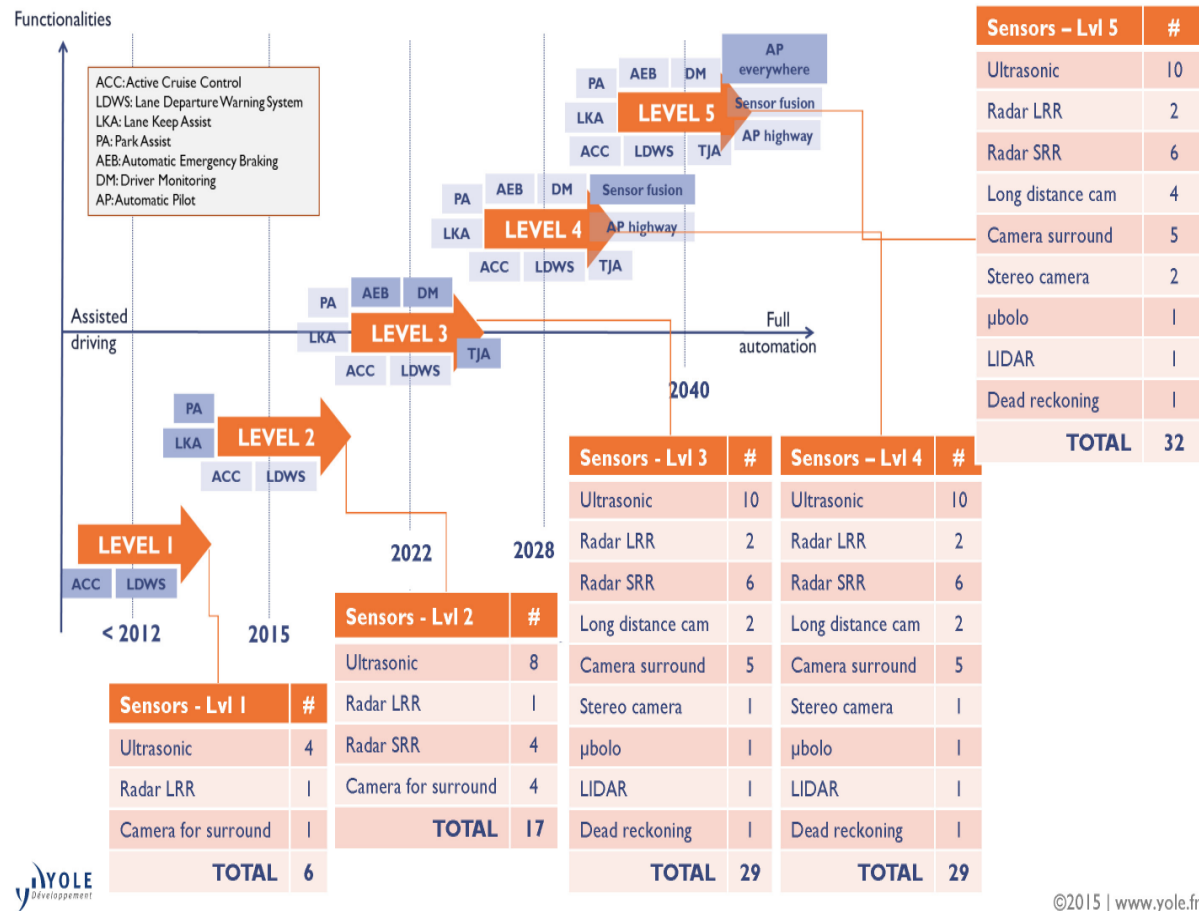 Functionalities
ACC: Active Cruise Control
LDWS: Lane Departure Warning System
LKA: Lane Keep Assist
PA: Park Assist
AEB: Automatic Emergency Braking
DM: Driver Monitoring
AP: Automatic Pilot
Assisted
driving
Full
automation
< 2012
2015
2022
2028
2040
LEVEL 1
ACC
LDWS
PA
LKA
LEVEL 2
ACC
LDWS
PA
AEB
DM
LKA
LEVEL 3
TJA
ACC
LDWS
PA
AEB
DM
Sensor fusion
LKA
LEVEL 4
AP highway
ACC
LDWS
TJA
PA
AEB
DM
AP
everywhere
LKA
LEVEL 5
Sensor fusion
AP highway
ACC
LDWS
TJA
Sensors - Lvl 1 #
Ultrasonic 4
Radar LRR 1
Camera for surround 1
TOTAL 6
Sensors - Lvl 2 #
Ultrasonic 8
Radar LRR 1
Radar SRR 4
Camera for surround 4
TOTAL 17
Sensors - Lvl 3 #
Ultrasonic 10
Radar LRR 2
Radar SRR 6
Long distance cam 2
Camera surround 5
Stereo camera 1
µbolo 1
LIDAR 1
Dead reckoning 1
TOTAL 29
Sensors – Lvl 4 #
Ultrasonic 10
Radar LRR 2
Radar SRR 6
Long distance cam 2
Camera surround 5
Stereo camera 1
µbolo 1
LIDAR 1
Dead reckoning 1
TOTAL 29
Sensors – Lvl 5 #
Ultrasonic 10
Radar LRR 2
Radar SRR 6
Long distance cam 4
Camera surround 5
Stereo camera 2
µbolo 1
LIDAR 1
Dead reckoning 1
TOTAL 32
YOLE
Développement
©2015 | www.yole.fr